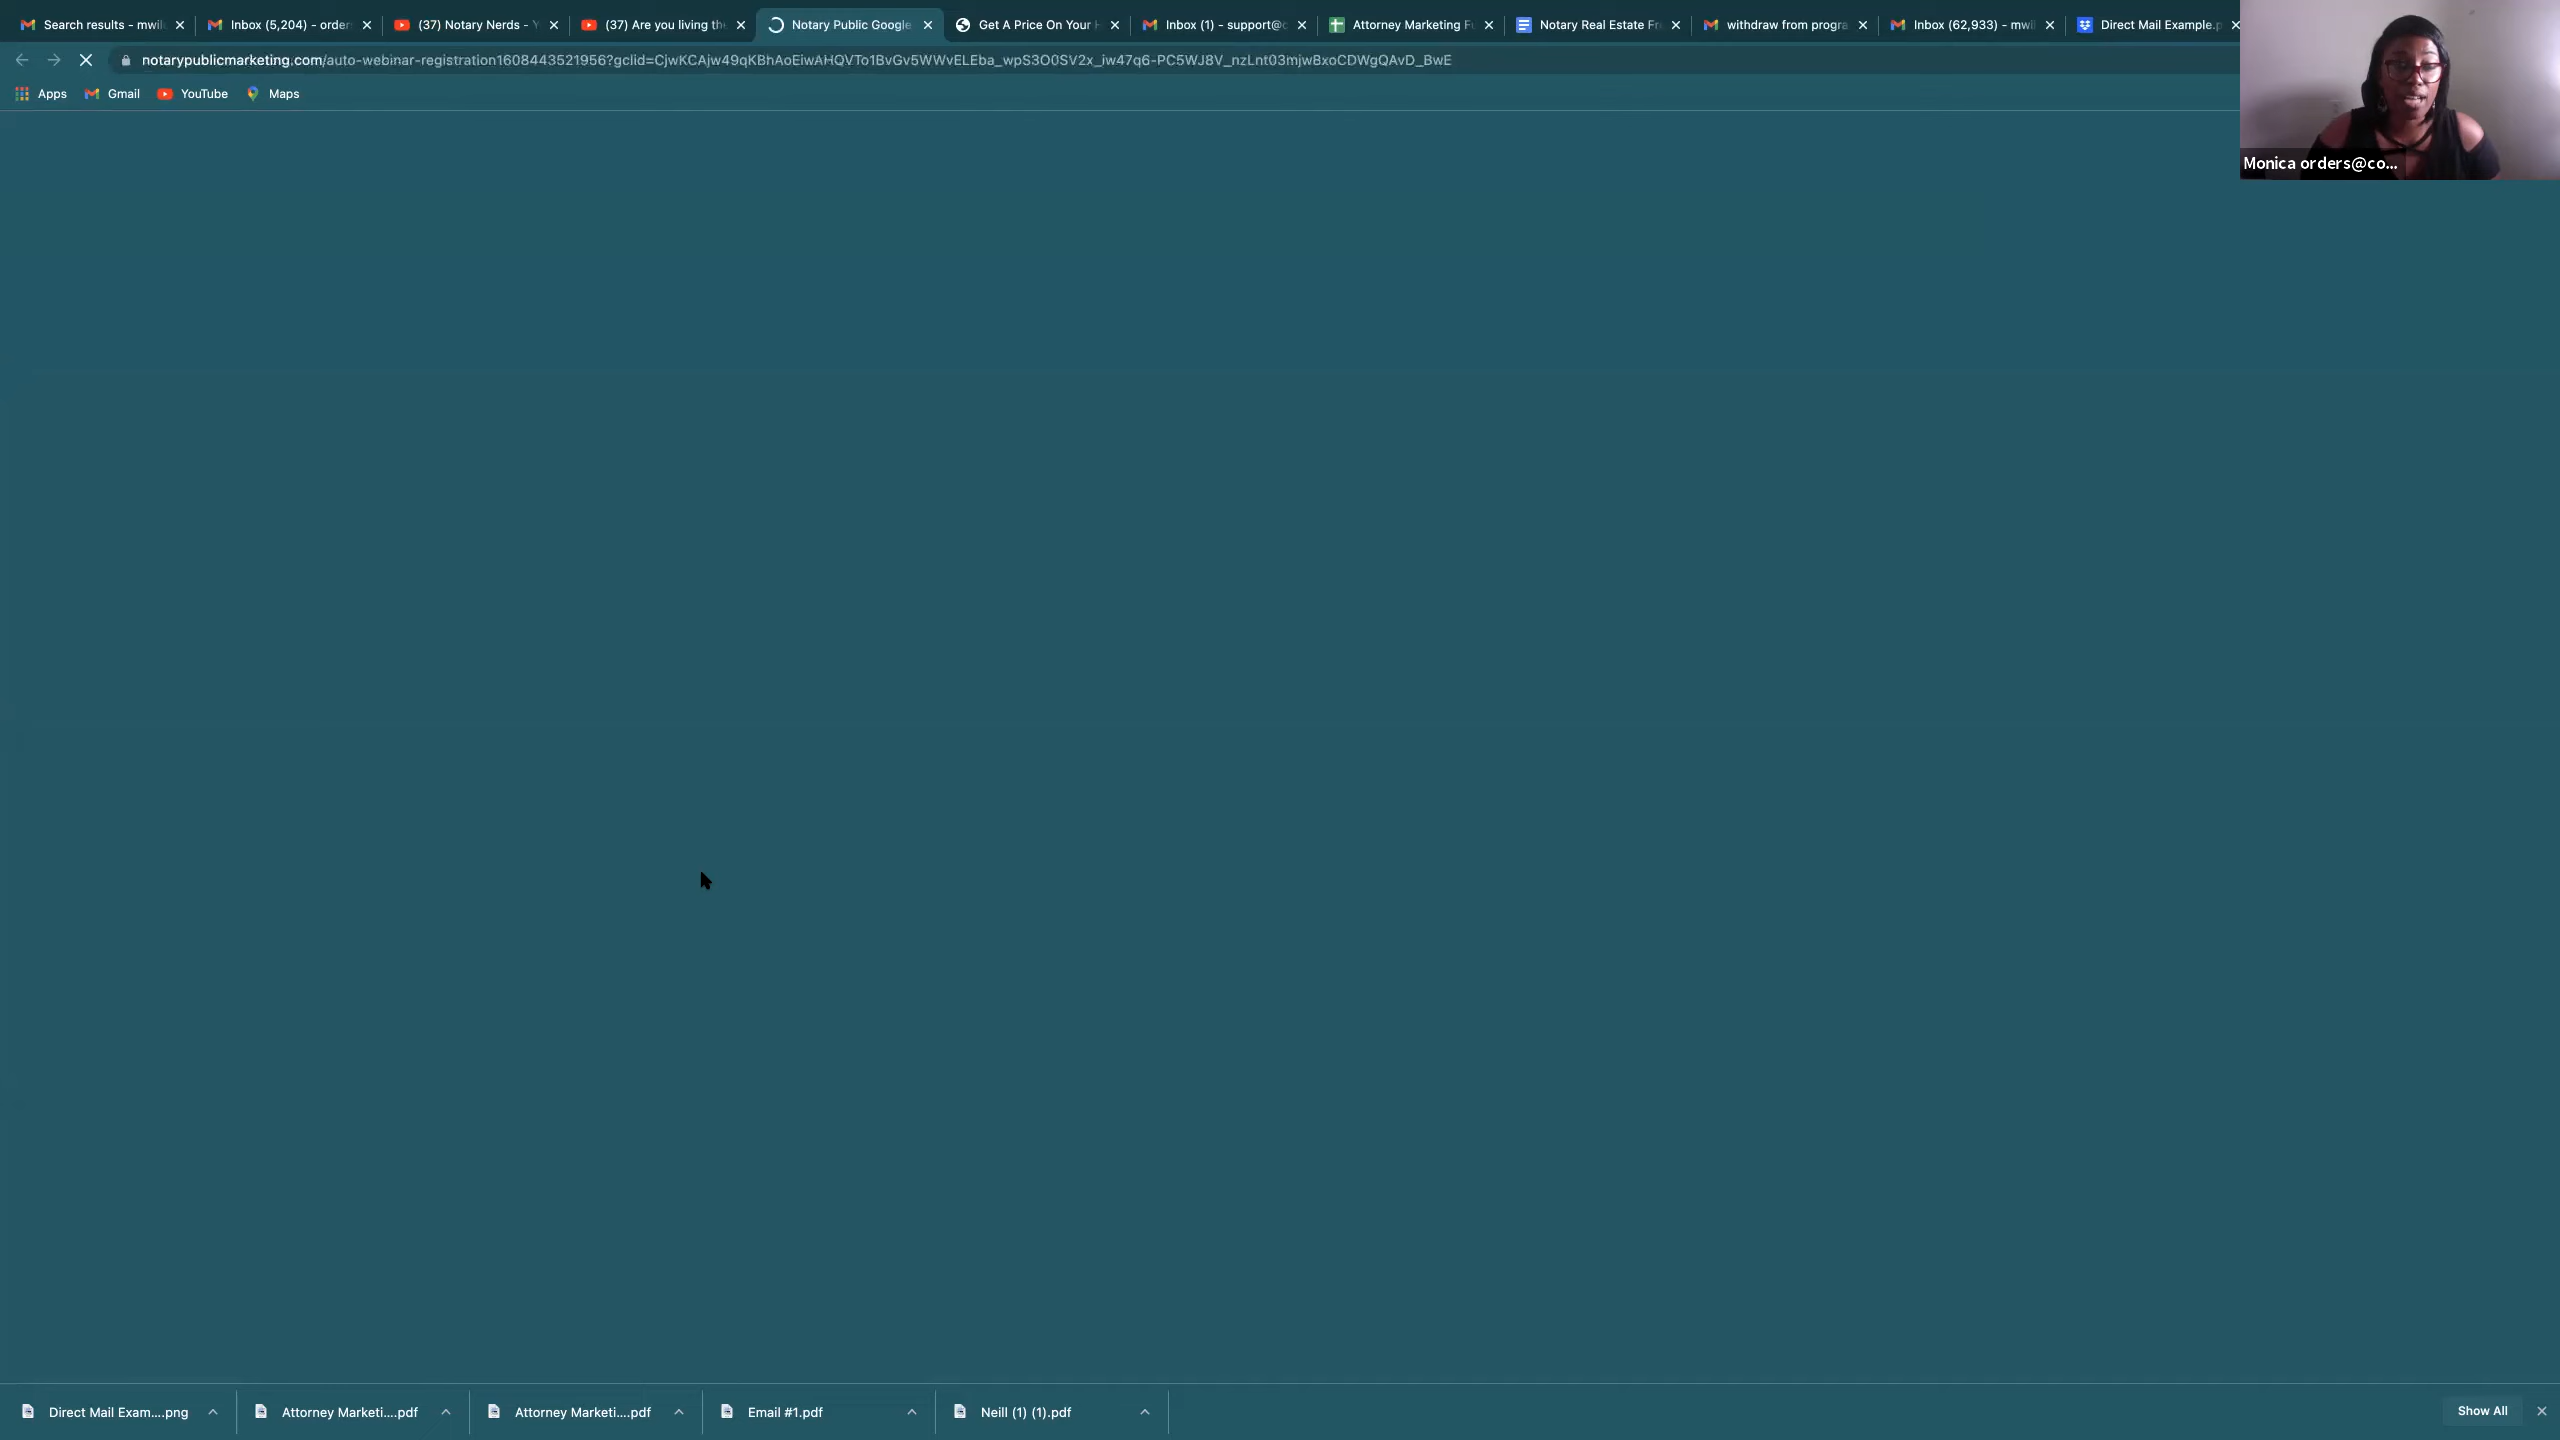 Search results - mwil
Inbox (5,204) - order
(37) Notary Nerds - Y
(37) Are you living the
Notary Public Google
Get A Price On Your H
Inbox (1) - support@c
Attorney Marketing Fu
Notary Real Estate Fr
withdraw from progra
Inbox (62,933) - mwil
Direct Mail Example.p
notarypublicmarketing.com/auto-webinar-registration1608443521956?gclid=CjwKCAjw49qKBhAoEiwAHQVTo1BvGv5WWvELEba_wpS3O0SV2x_iw47q6-PC5WJ8V_nzLnt03mjwBxoCDWgQAvD_BwE
Apps
Gmail
YouTube
Maps
Monica orders@co...
Direct Mail Exam....png
Attorney Marketi....pdf
Attorney Marketi....pdf
Email #1.pdf
Neill (1) (1).pdf
Show All